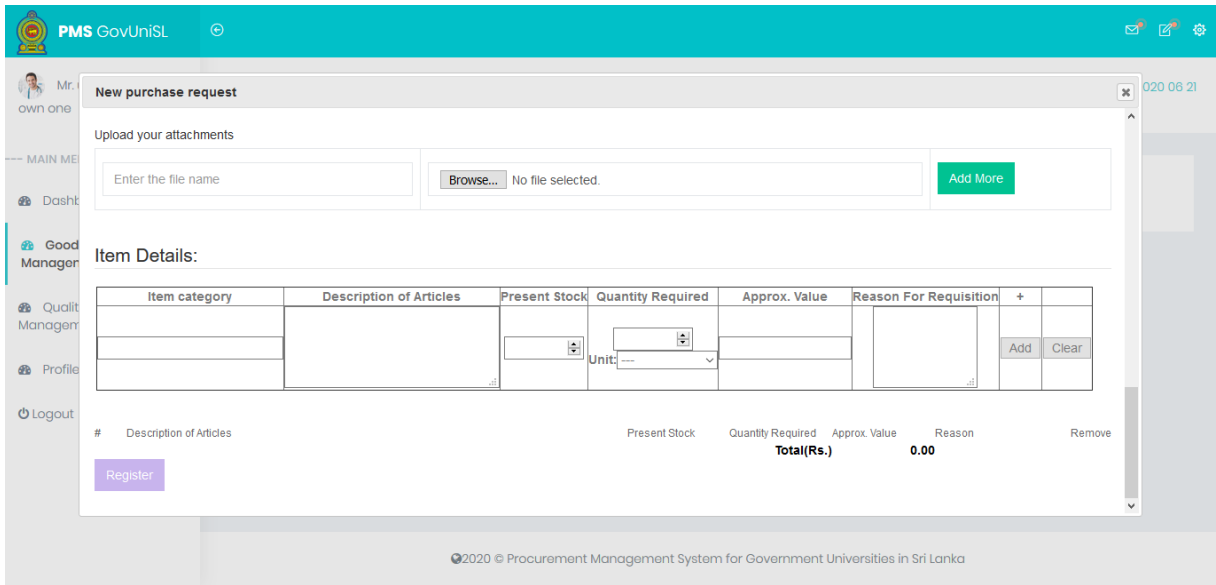 PMS GovUniSL
Mr.
own one
New purchase request
020 06 21
Upload your attachments
--- MAIN ME
Enter the file name
Browse... No file selected.
Add More
Dashb
Good
Manager
Item Details:
Item category Description of Articles Present Stock Quantity Required Approx. Value Reason For Requisition +
Qualit
Managem
Unit: ---
Add Clear
Profile
Logout
# Description of Articles Present Stock Quantity Required Approx. Value Reason Remove
Total(Rs.) 0.00
Register
2020 © Procurement Management System for Government Universities in Sri Lanka